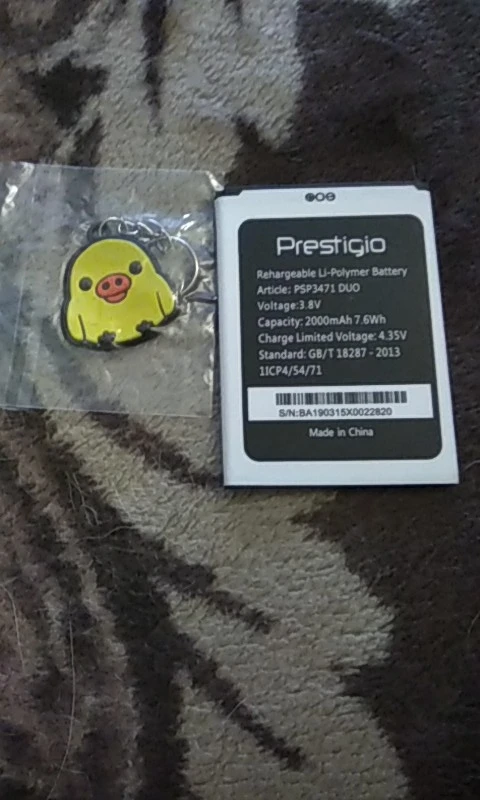 Prestigio
Rehargeable Li-Polymer Battery
Article: PSP3471 DUO
Voltage:3.8V
Capacity: 2000mAh 7.6Wh
Charge Limited Voltage: 4.35V
Standard: GB/T 18287 - 2013
1ICP4/54/71
S/N:BA190315X0022820
Made in China